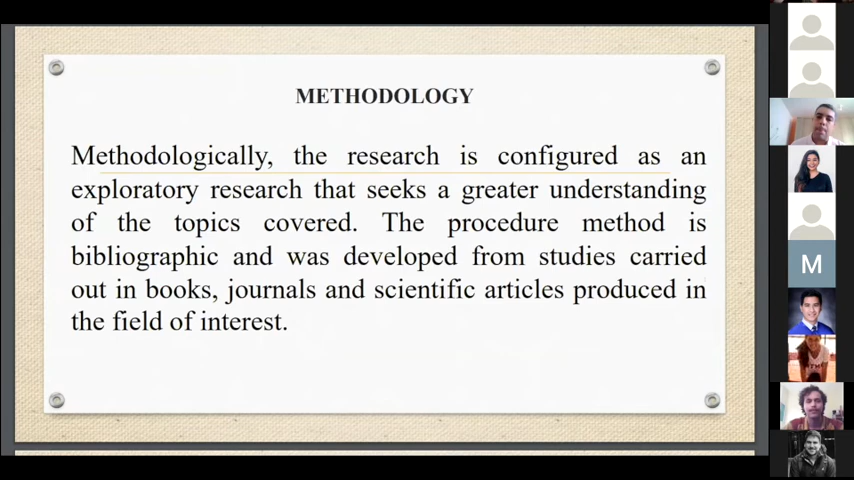 METHODOLOGY
Methodologically, the research is configured as an
exploratory research that seeks a greater understanding
of the topics covered. The procedure method is
bibliographic and was developed from studies carried
out in books, journals and scientific articles produced in
the field of interest.
M